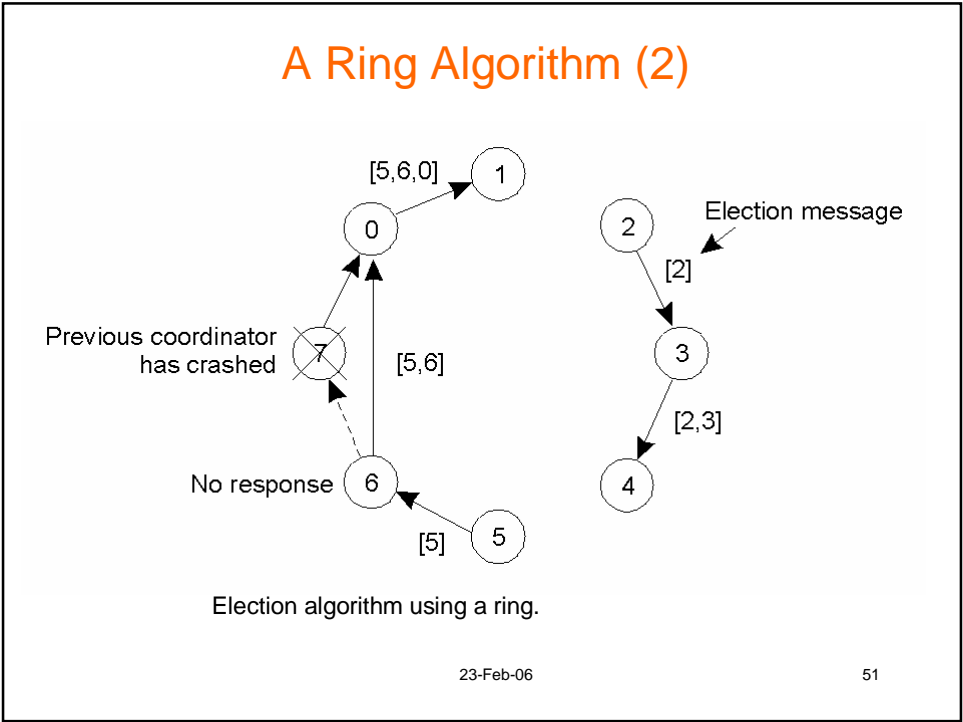 A Ring Algorithm (2)
[5,6,0]
1
0
2
Election message
[2]
Previous coordinator
has crashed
7
[5,6]
3
[2,3]
No response
6
4
[5]
5
Election algorithm using a ring.
23-Feb-06
51